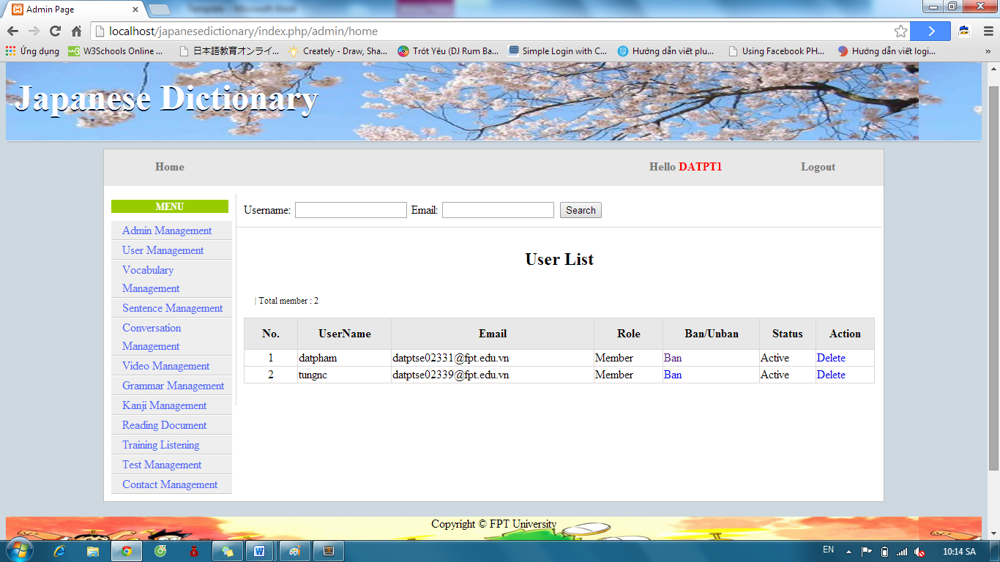 Admin Page
localhost/japanesedictionary/index.php/admin/home
Ứng dụng W3Schools Online ... 日本語教育オンライ... Creately - Draw, Sha... Trót Yêu (DJ Rum Ba... Simple Login with C... Hướng dẫn viết plu... Using Facebook PH... Hướng dẫn viết logi... »
Japanese Dictionary
Home Hello DATPT1 Logout
MENU
Admin Management
User Management
Vocabulary
Management
Sentence Management
Conversation
Management
Video Management
Grammar Management
Kanji Management
Reading Document
Training Listening
Test Management
Contact Management
Username: Email: Search
User List
| Total member : 2
No. UserName Email Role Ban/Unban Status Action
1 datpham datptse02331@fpt.edu.vn Member Ban Active Delete
2 tungnc datptse02339@fpt.edu.vn Member Ban Active Delete
Copyright © FPT University
EN 10:14 SA